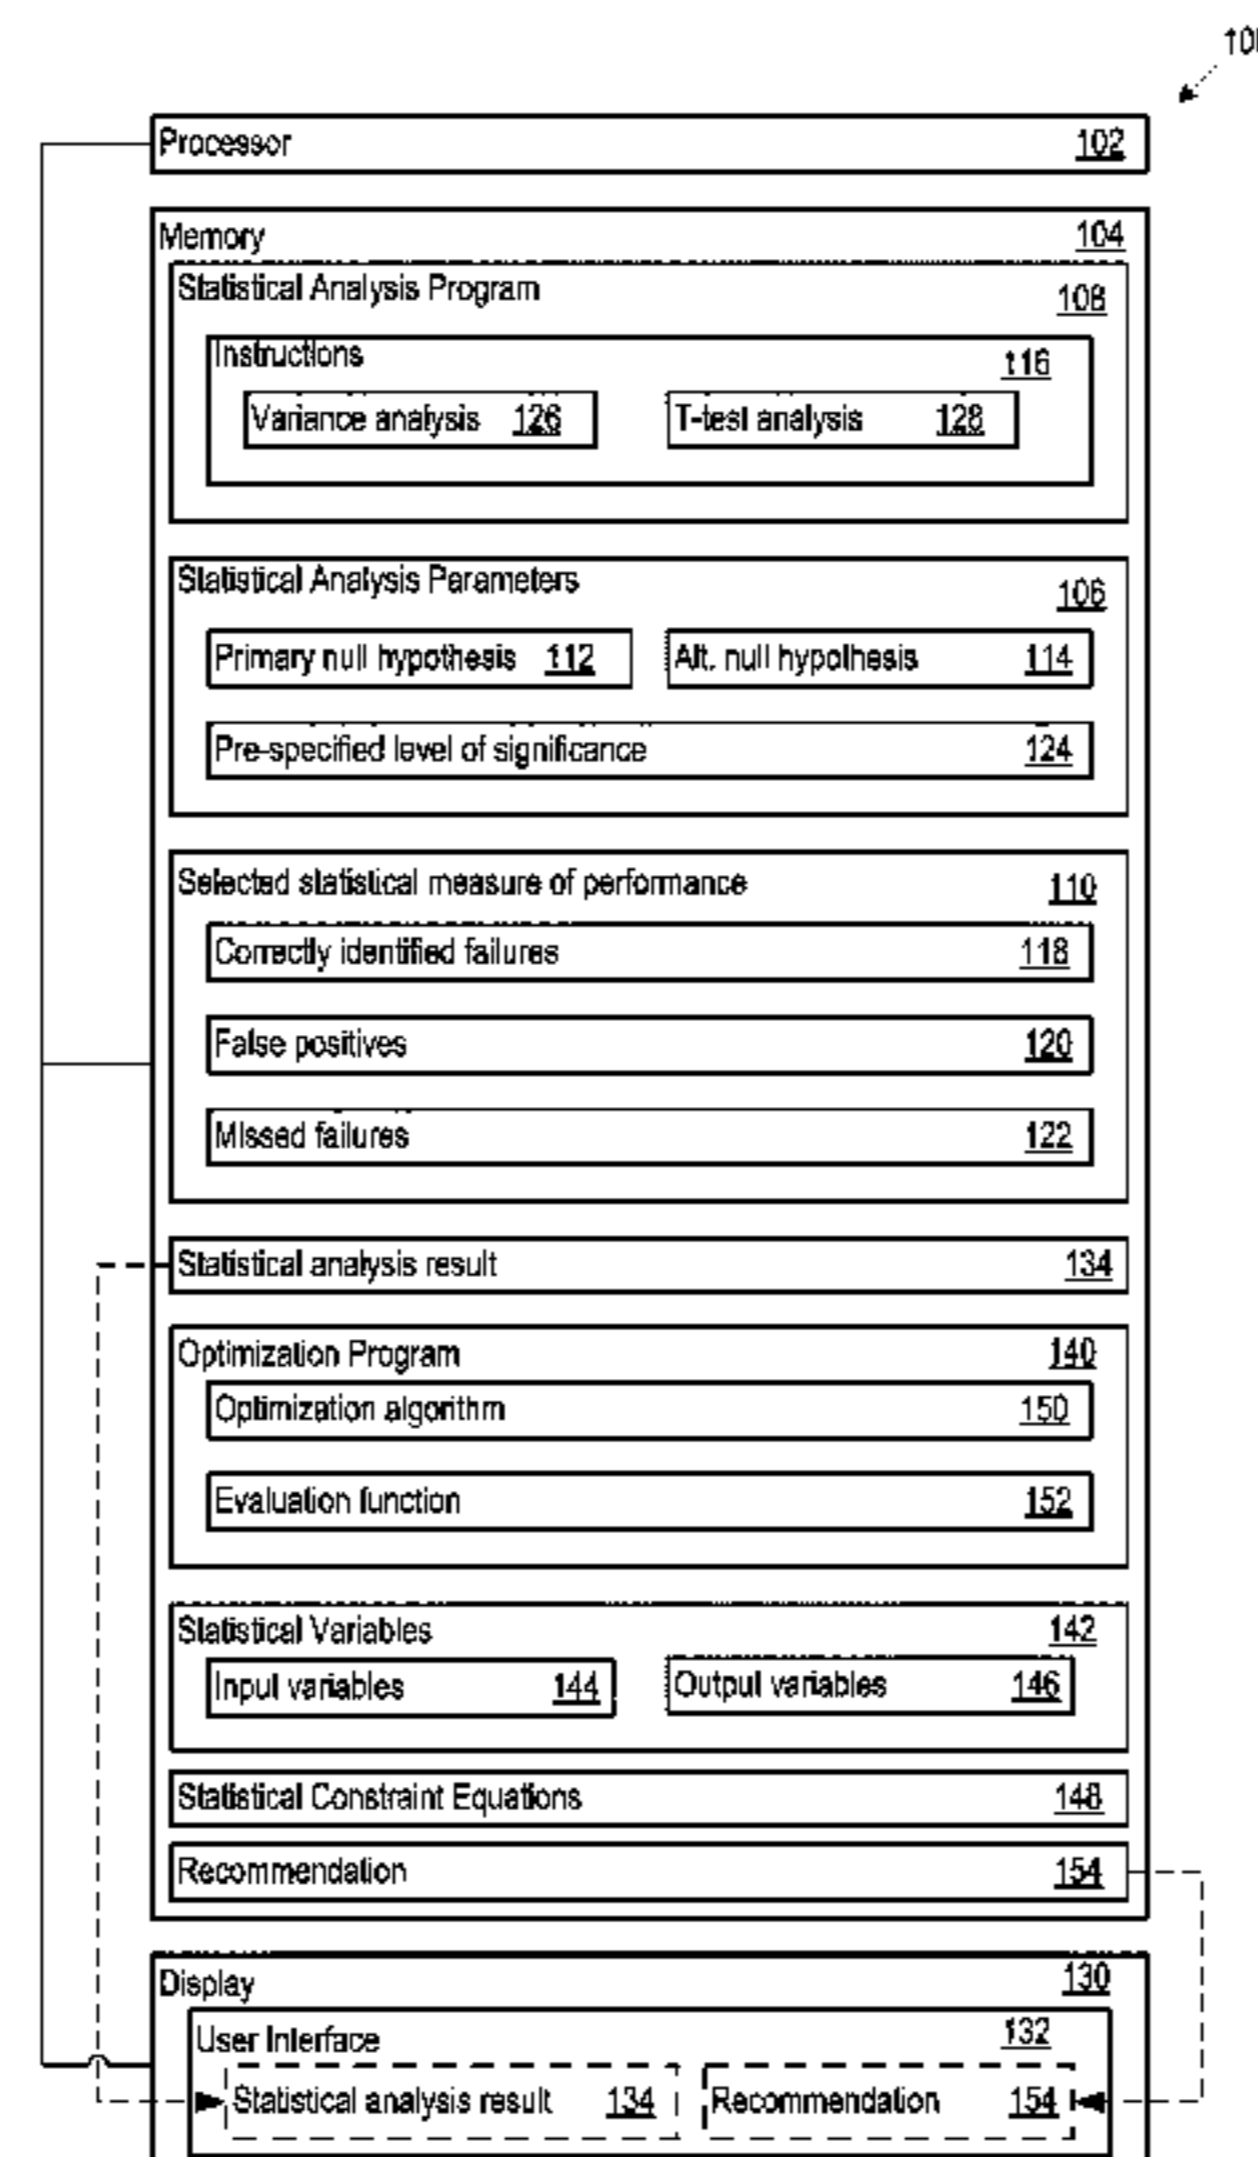 Processor 102
Memory 104
Statistical Analysis Program 108
Instructions 116
Variance analysis 126 T-test analysis 128
Statistical Analysis Parameters 106
Primary null hypothesis 112 Alt. null hypothesis 114
Pre-specified level of significance 124
Selected statistical measure of performance 110
Correctly identified failures 118
False positives 120
Missed failures 122
Statistical analysis result 134
Optimization Program 140
Optimization algorithm 150
Evaluation function 152
Statistical Variables 142
Input variables 144 Output variables 146
Statistical Constraint Equations 148
Recommendation 154
Display 130
User Interface 132
Statistical analysis result 134 Recommendation 154